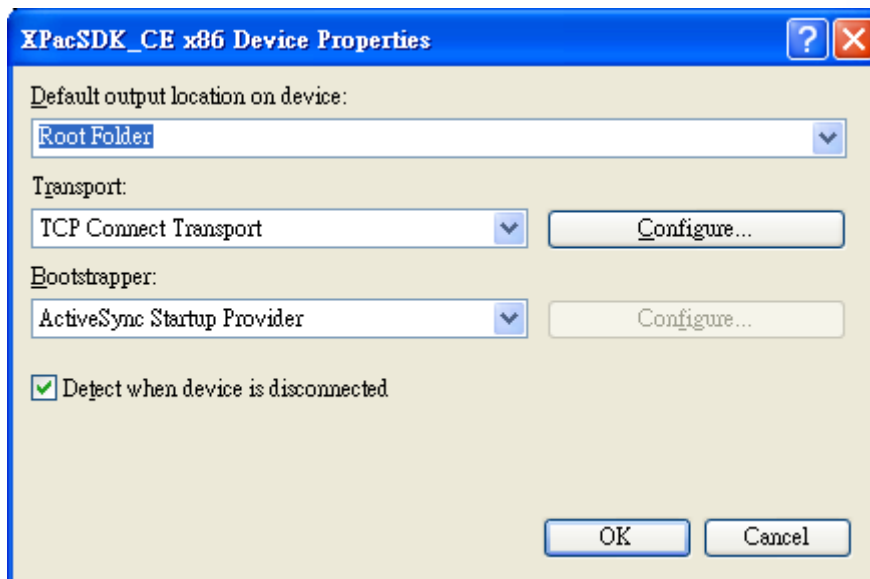 XPacSDK_CE x86 Device Properties
Default output location on device:
Root Folder
Transport:
TCP Connect Transport
Configure...
Bootstrapper:
ActiveSync Startup Provider
Configure...
Detect when device is disconnected
OK
Cancel